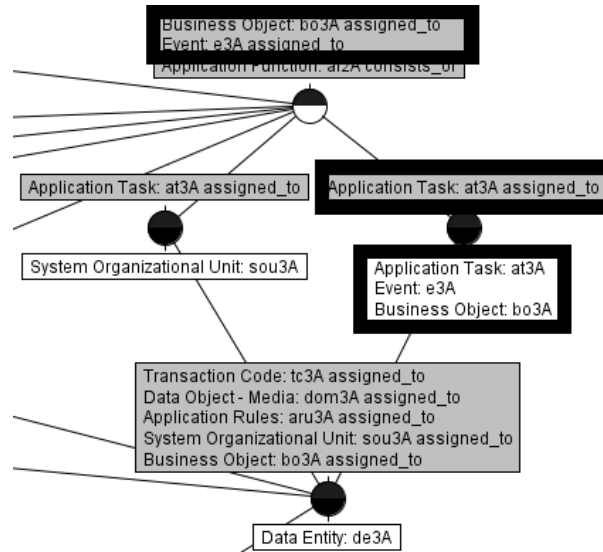 Business Object: bo3A assigned_to
Event: e3A assigned_to
Application Function: af2A consists_of
Application Task: at3A assigned_to
Application Task: at3A assigned_to
System Organizational Unit: sou3A
Application Task: at3A
Event: e3A
Business Object: bo3A
Transaction Code: tc3A assigned_to
Data Object - Media: dom3A assigned_to
Application Rules: aru3A assigned_to
System Organizational Unit: sou3A assigned_to
Business Object: bo3A assigned_to
Data Entity: de3A